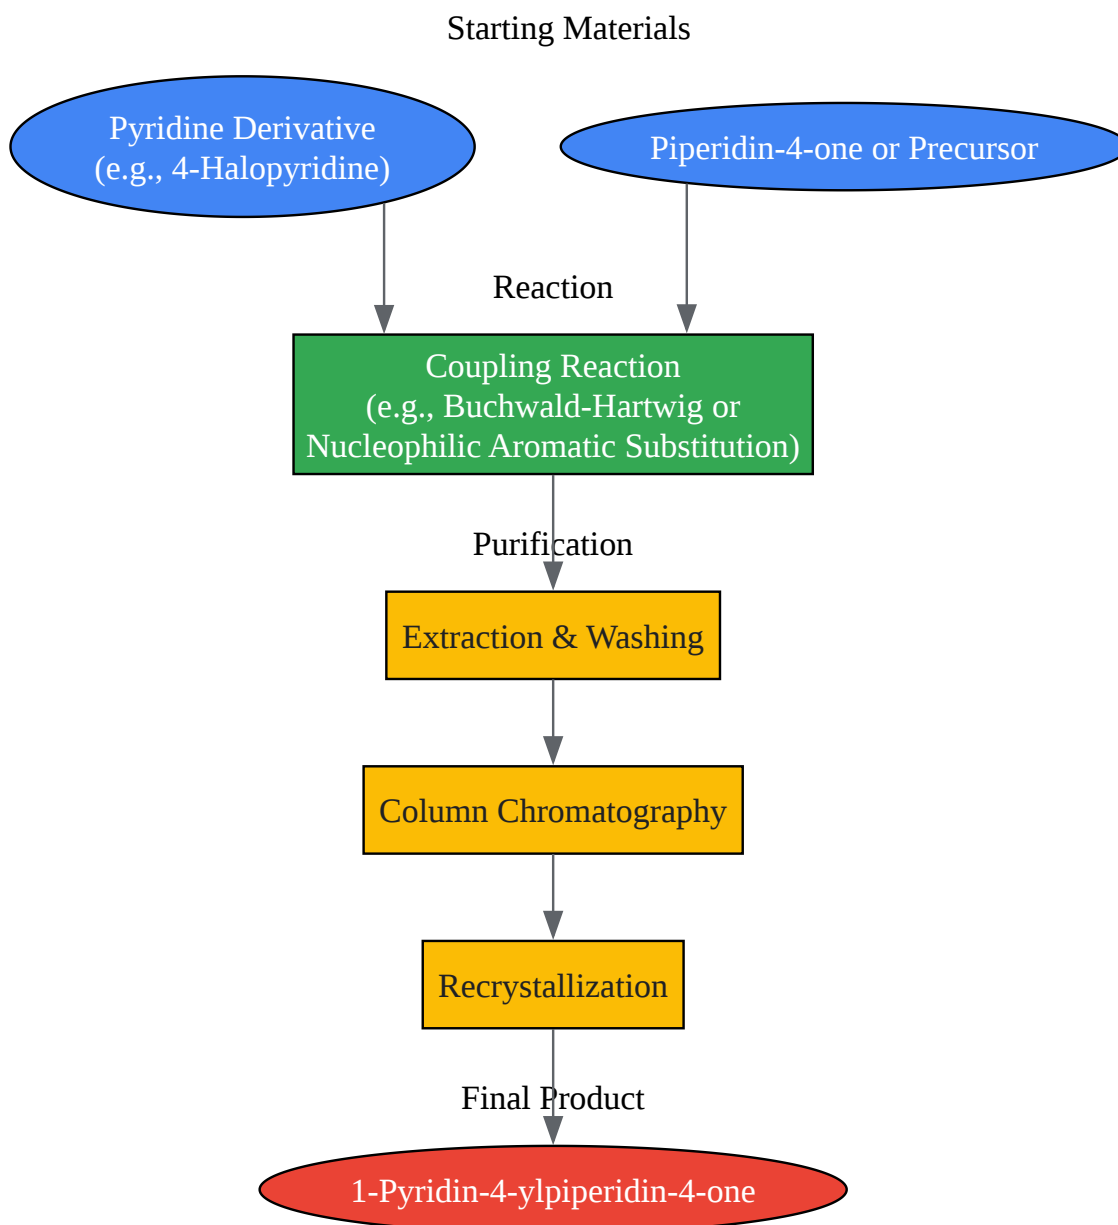 Starting Materials
Pyridine Derivative
(e.g., 4-Halopyridine)
Piperidin-4-one or Precursor
Reaction
Coupling Reaction
(e.g., Buchwald-Hartwig or
Nucleophilic Aromatic Substitution)
Purification
Extraction & Washing
Column Chromatography
Recrystallization
Final Product
1-Pyridin-4-ylpiperidin-4-one